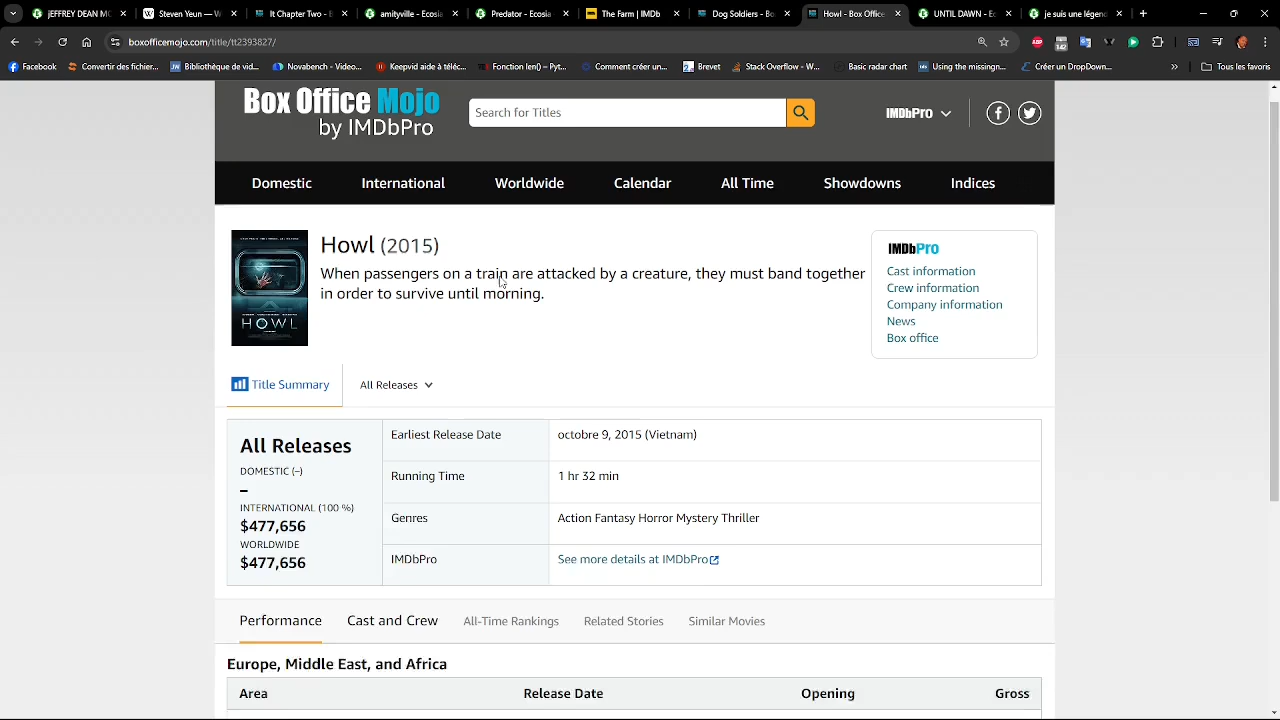 jEFFREY DEAN MO
Steven Yeun — W
It Chapter Two - B
amityville - Ecosia
Predator - Ecosia
The Farm | IMDb
Dog Soldiers - Bo
Howl - Box Office
UNTIL DAWN - Ec
je suis une légen
boxofficemojo.com/title/tt2393827/
Facebook
Convertir des fichier...
Bibliothèque de vid...
Novabench - Video...
Keepvid aide à téléc...
Fonction len() – Pyt...
Comment créer un...
Brevet
Stack Overflow - W...
Basic radar chart
Using the missingn...
Créer un DropDown...
Tous les favoris
Box Office Mojo
by IMDbPro
Search for Titles
IMDbPro
Domestic
International
Worldwide
Calendar
All Time
Showdowns
Indices
HOWL
Howl (2015)
When passengers on a train are attacked by a creature, they must band together
in order to survive until morning.
IMDbPro
Cast information
Crew information
Company information
News
Box office
Title Summary
All Releases
All Releases
DOMESTIC (–)
–
INTERNATIONAL (100 %)
$477,656
WORLDWIDE
$477,656
Earliest Release Date
octobre 9, 2015 (Vietnam)
Running Time
1 hr 32 min
Genres
Action Fantasy Horror Mystery Thriller
IMDbPro
See more details at IMDbPro
Performance
Cast and Crew
All-Time Rankings
Related Stories
Similar Movies
Europe, Middle East, and Africa
Area
Release Date
Opening
Gross